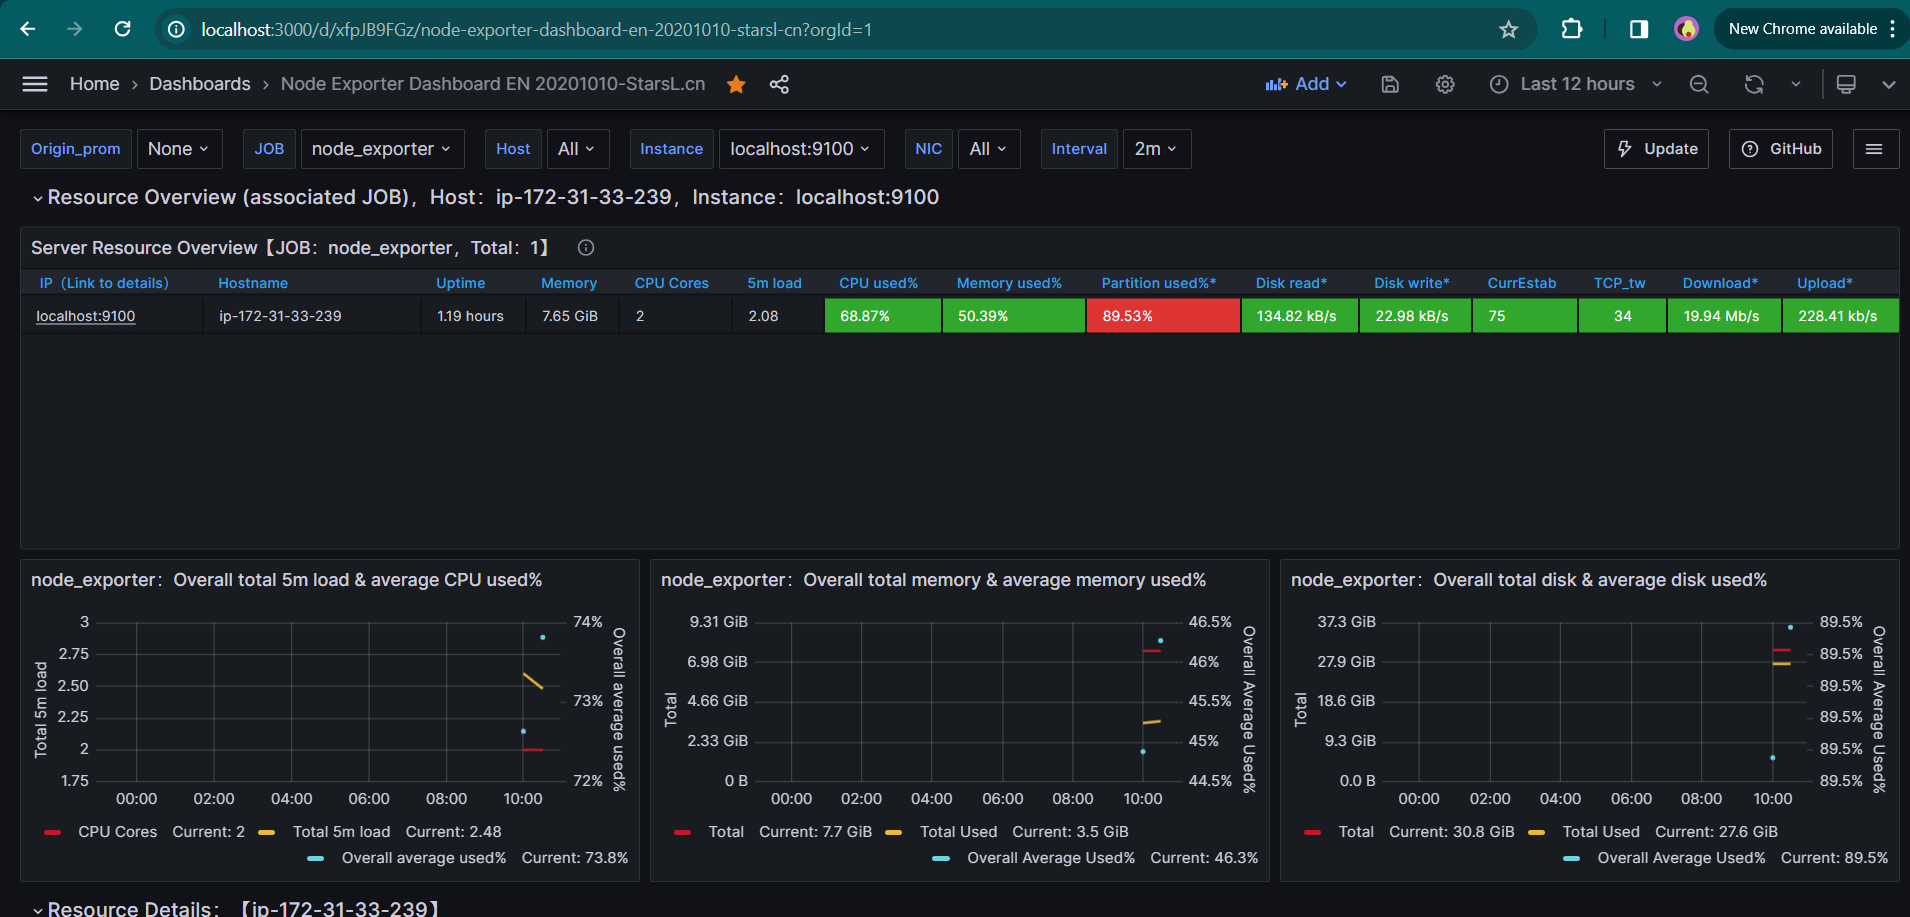 localhost:3000/d/xfpJB9FGz/node-exporter-dashboard-en-20201010-starsl-cn?orgId=1 New Chrome available
Home › Dashboards › Node Exporter Dashboard EN 20201010-StarsL.cn Add Last 12 hours
Origin_prom None JOB node_exporter Host All Instance localhost:9100 NIC All Interval 2m Update GitHub
Resource Overview (associated JOB)，Host：ip-172-31-33-239，Instance：localhost:9100
Server Resource Overview【JOB：node_exporter，Total：1】
IP（Link to details） Hostname Uptime Memory CPU Cores 5m load CPU used% Memory used% Partition used%* Disk read* Disk write* CurrEstab TCP_tw Download* Upload*
localhost:9100 ip-172-31-33-239 1.19 hours 7.65 GiB 2 2.08 68.87% 50.39% 89.53% 134.82 kB/s 22.98 kB/s 75 34 19.94 Mb/s 228.41 kb/s
node_exporter：Overall total 5m load & average CPU used%
Total 5m load
3
2.75
2.50
2.25
2
1.75
74%
73%
72%
Overall average used%
00:00 02:00 04:00 06:00 08:00 10:00
CPU Cores Current: 2 Total 5m load Current: 2.48
Overall average used% Current: 73.8%
node_exporter：Overall total memory & average memory used%
Total
9.31 GiB
6.98 GiB
4.66 GiB
2.33 GiB
0 B
46.5%
46%
45.5%
45%
44.5%
Overall Average Used%
00:00 02:00 04:00 06:00 08:00 10:00
Total Current: 7.7 GiB Total Used Current: 3.5 GiB
Overall Average Used% Current: 46.3%
node_exporter：Overall total disk & average disk used%
Total
37.3 GiB
27.9 GiB
18.6 GiB
9.3 GiB
0.0 B
89.5%
89.5%
89.5%
89.5%
89.5%
89.5%
Overall Average Used%
00:00 02:00 04:00 06:00 08:00 10:00
Total Current: 30.8 GiB Total Used Current: 27.6 GiB
Overall Average Used% Current: 89.5%
Resource Details：【ip-172-31-33-239】